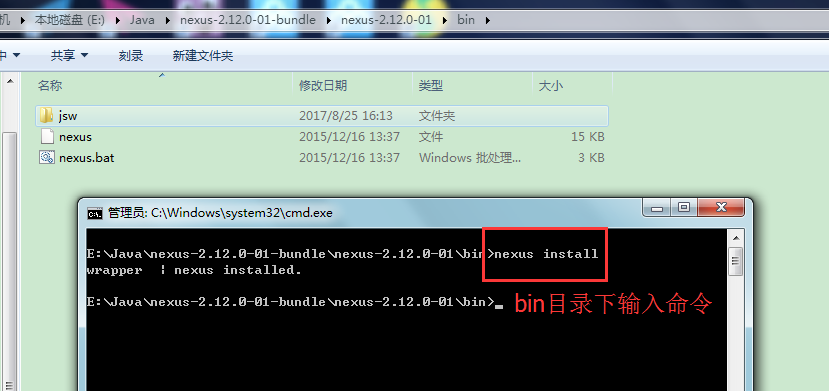 机 ▸ 本地磁盘 (E:) ▸ Java ▸ nexus-2.12.0-01-bundle ▸ nexus-2.12.0-01 ▸ bin ▸
中 ▼ 共享 ▼ 刻录 新建文件夹
名称 修改日期 类型 大小
jsw 2017/8/25 16:13 文件夹
nexus 2015/12/16 13:37 文件 15 KB
nexus.bat 2015/12/16 13:37 Windows 批处理... 3 KB
C:\. 管理员: C:\Windows\system32\cmd.exe
E:\Java\nexus-2.12.0-01-bundle\nexus-2.12.0-01\bin>nexus install
wrapper | nexus installed.
E:\Java\nexus-2.12.0-01-bundle\nexus-2.12.0-01\bin>_
bin目录下输入命令